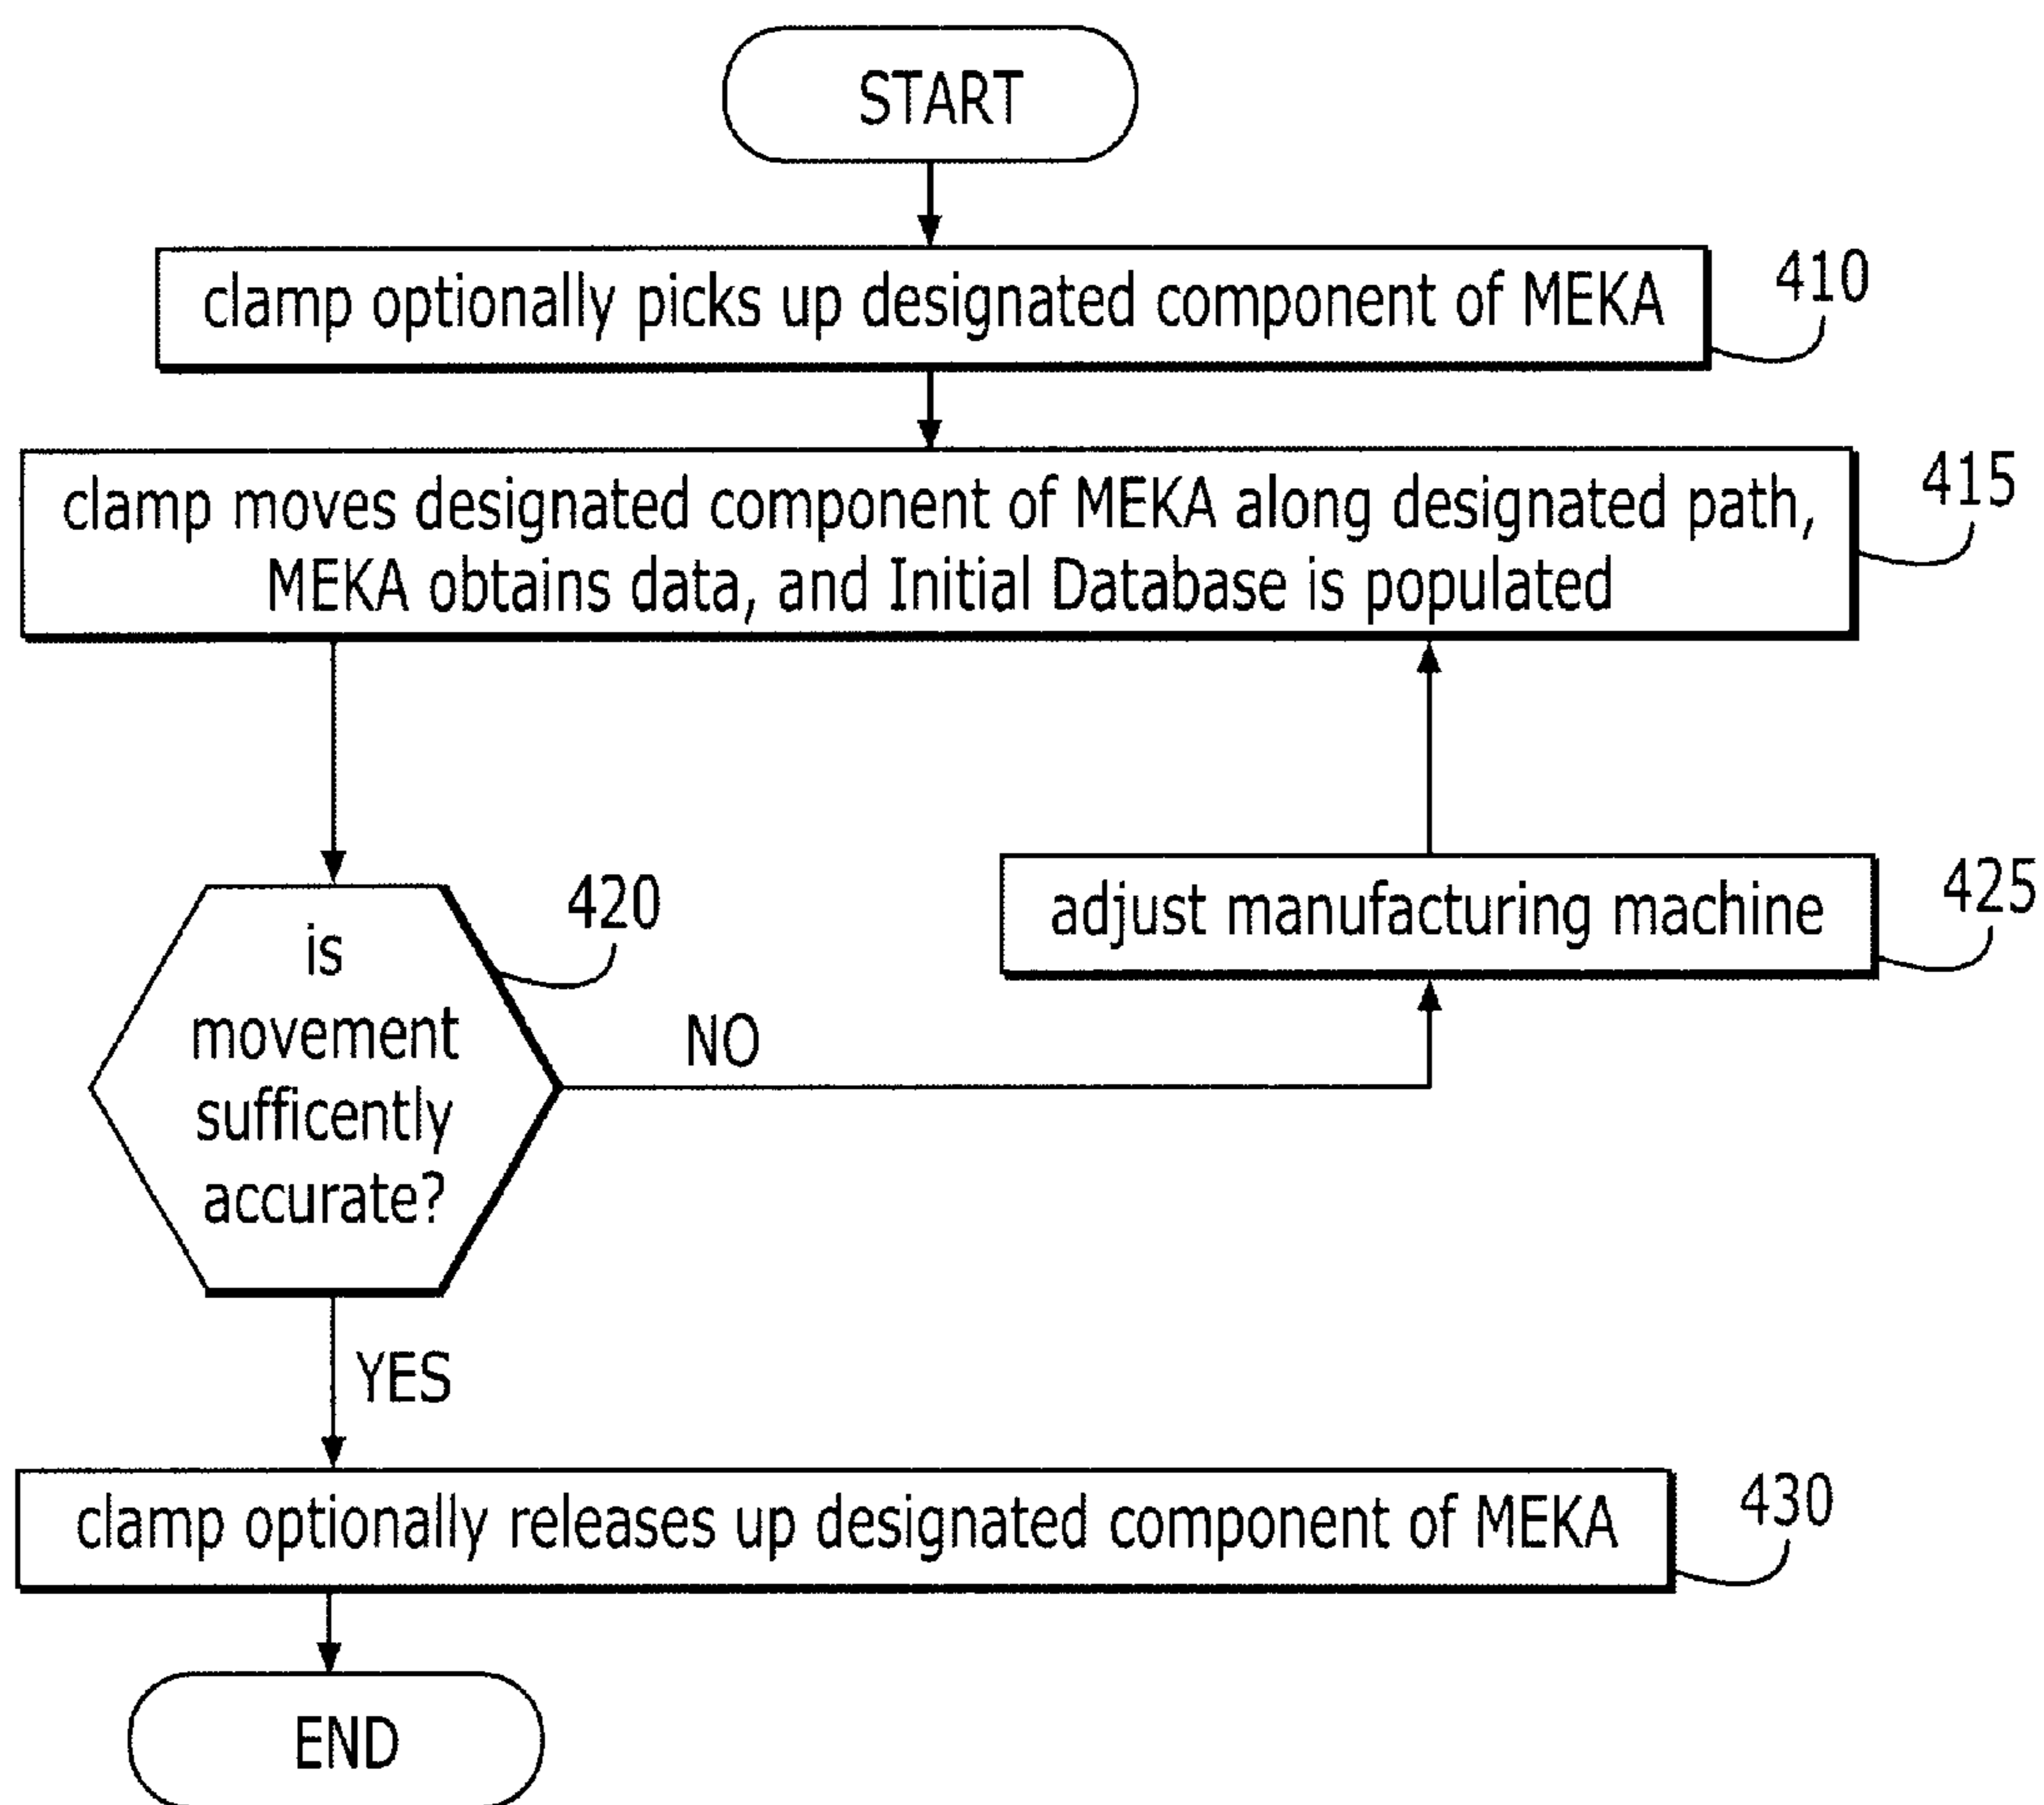 START
clamp optionally picks up designated component of MEKA
410
clamp moves designated component of MEKA along designated path,
MEKA obtains data, and Initial Database is populated
415
is
movement
sufficently
accurate?
420
NO
adjust manufacturing machine
425
YES
clamp optionally releases up designated component of MEKA
430
END